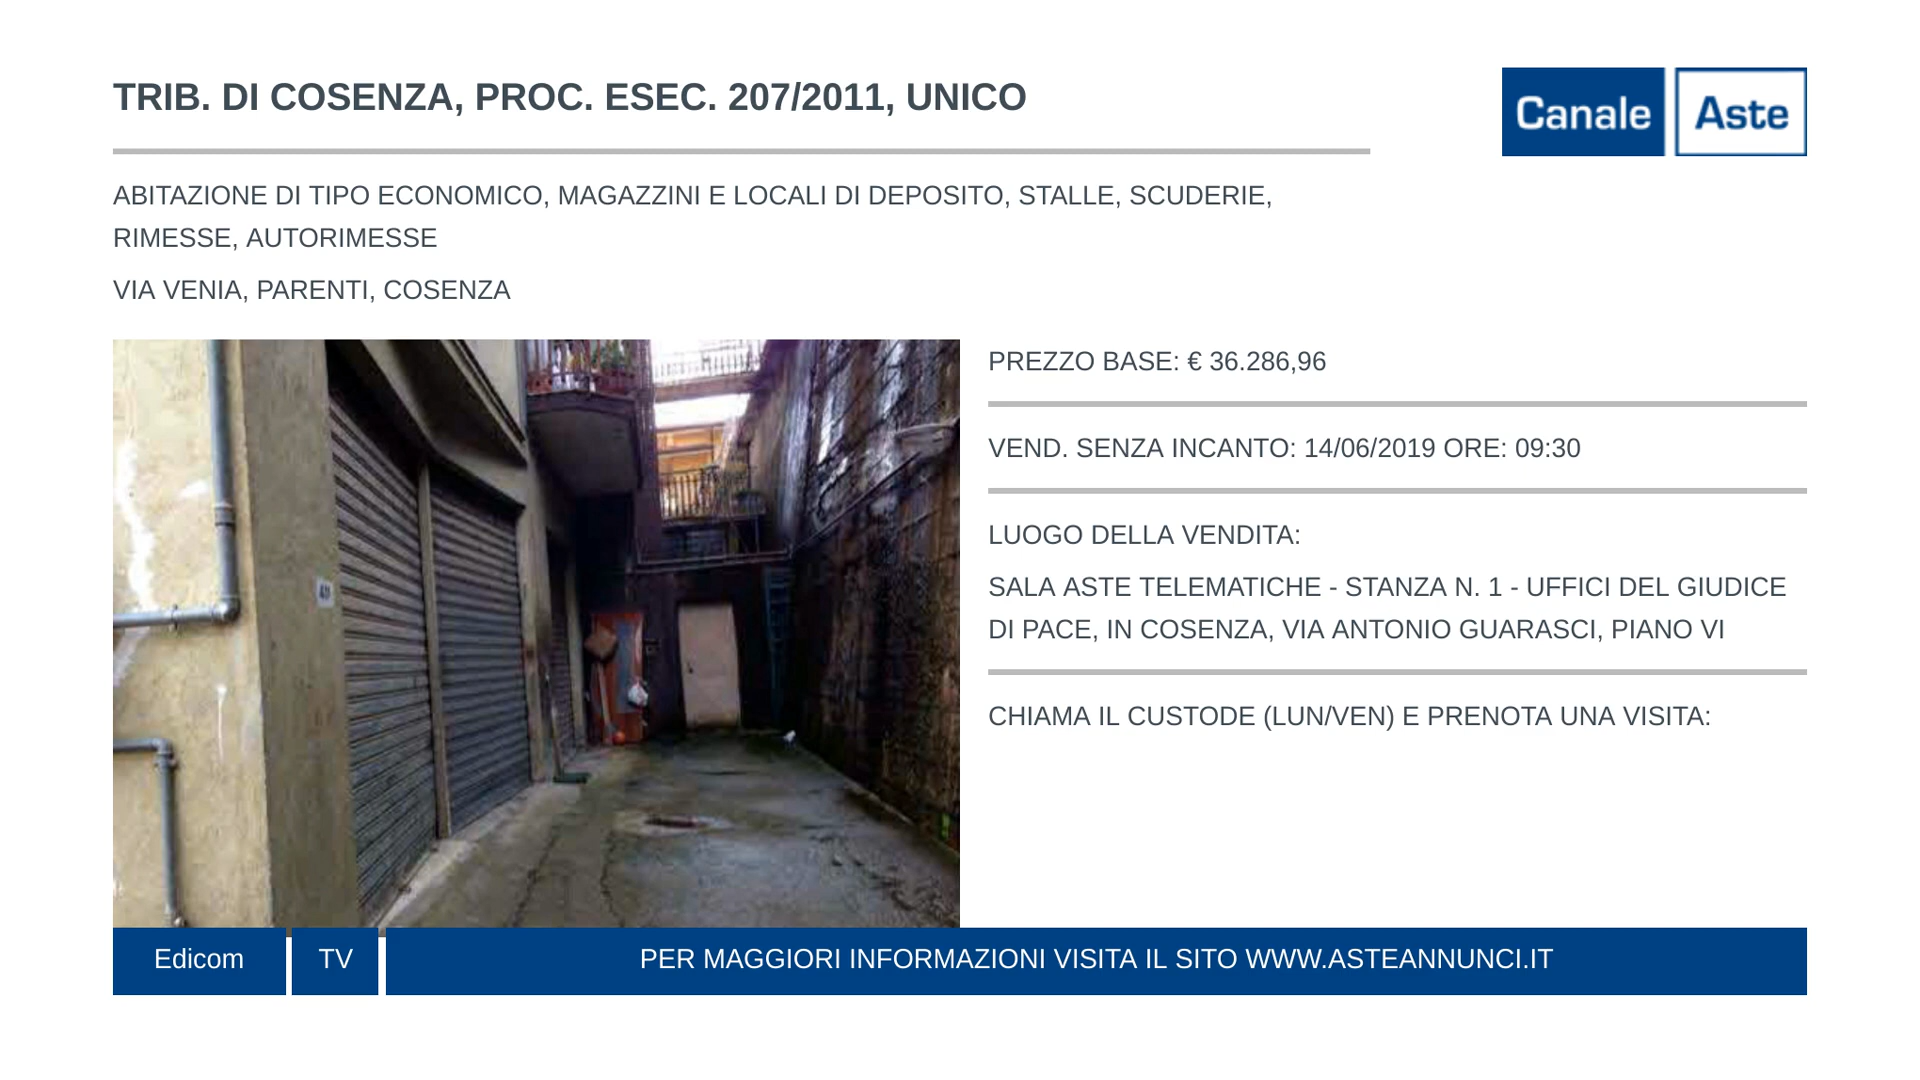 TRIB. DI COSENZA, PROC. ESEC. 207/2011, UNICO
Canale Aste
ABITAZIONE DI TIPO ECONOMICO, MAGAZZINI E LOCALI DI DEPOSITO, STALLE, SCUDERIE,
RIMESSE, AUTORIMESSE
VIA VENIA, PARENTI, COSENZA
PREZZO BASE: € 36.286,96
VEND. SENZA INCANTO: 14/06/2019 ORE: 09:30
LUOGO DELLA VENDITA:
SALA ASTE TELEMATICHE - STANZA N. 1 - UFFICI DEL GIUDICE
DI PACE, IN COSENZA, VIA ANTONIO GUARASCI, PIANO VI
CHIAMA IL CUSTODE (LUN/VEN) E PRENOTA UNA VISITA:
Edicom TV PER MAGGIORI INFORMAZIONI VISITA IL SITO WWW.ASTEANNUNCI.IT